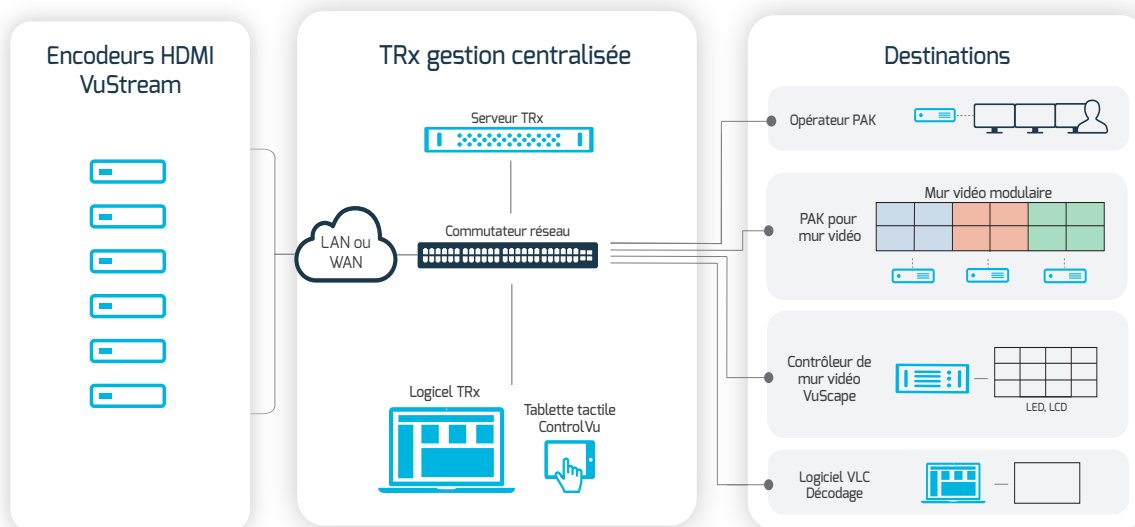 Encodeurs HDMI
VuStream
TRx gestion centralisée
Serveur TRx
LAN ou
WAN
Commutateur réseau
Logiciel TRx
Tablette tactile
ControlVu
Destinations
Opérateur PAK
Mur vidéo modulaire
PAK pour
mur vidéo
Contrôleur de
mur vidéo
VuScape
LED, LCD
Logiciel VLC
Décodage